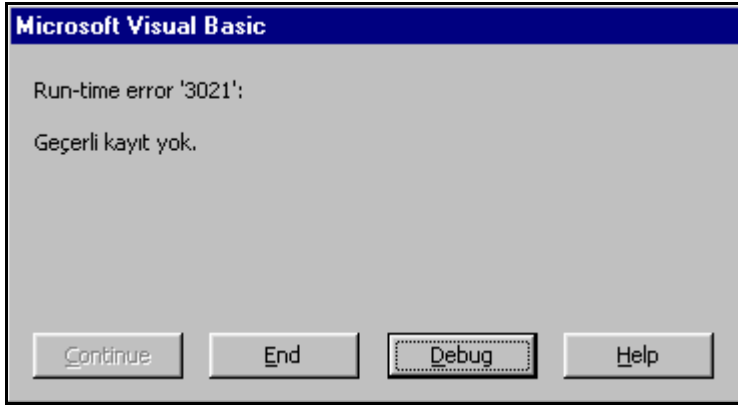 Microsoft Visual Basic
Run-time error '3021':
Geçerli kayıt yok.
Continue End Debug Help